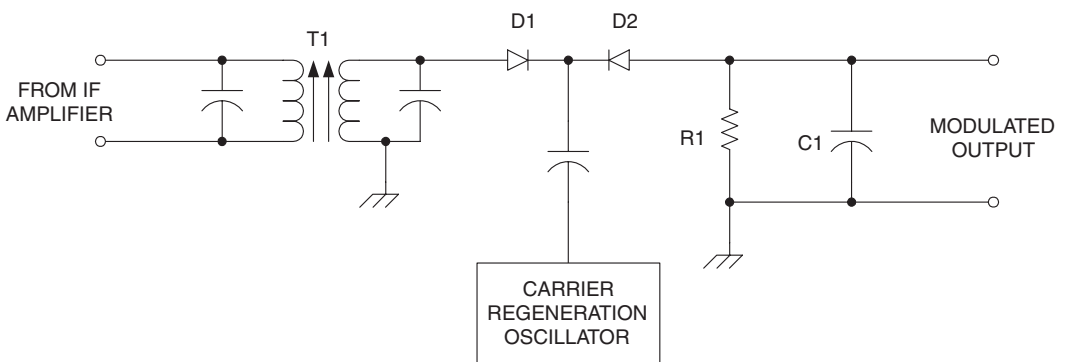 D1
D2
T1
FROM IF
AMPLIFIER
R1
C1
MODULATED
OUTPUT
CARRIER
REGENERATION
OSCILLATOR